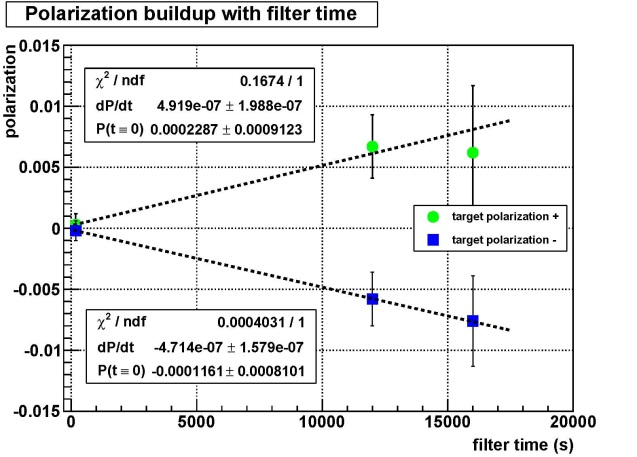 Polarization buildup with filter time
polarization
0.015
0.01
0.005
0
-0.005
-0.01
-0.015
χ² / ndf 0.1674 / 1
dP/dt 4.919e-07 ± 1.988e-07
P(t = 0) 0.0002287 ± 0.0009123
target polarization +
target polarization -
χ² / ndf 0.0004031 / 1
dP/dt -4.714e-07 ± 1.579e-07
P(t = 0) -0.0001161 ± 0.0008101
0 5000 10000 15000 20000
filter time (s)